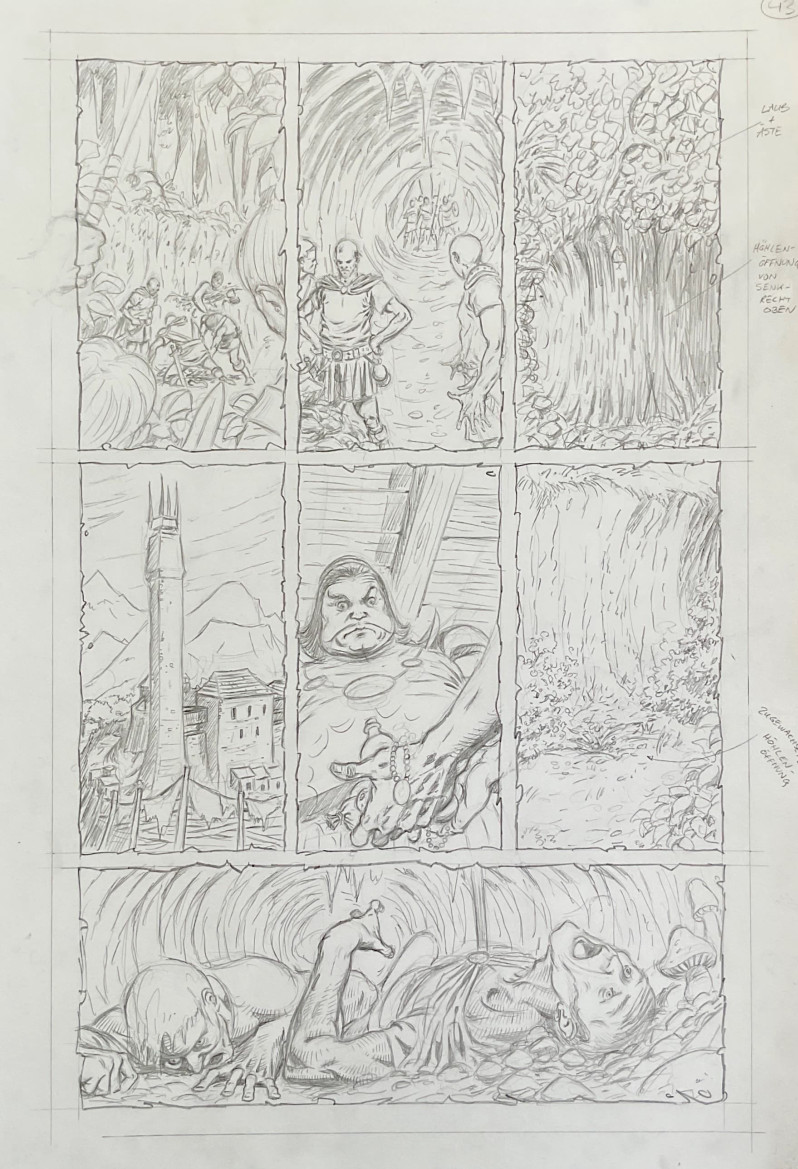 43
LAUB
+
ÄSTE
HÖHLEN-
ÖFFNUNG
VON
SENK-
RECHT
OBEN
ZUGEWACHSENE
HÖHLEN-
ÖFFNUNG